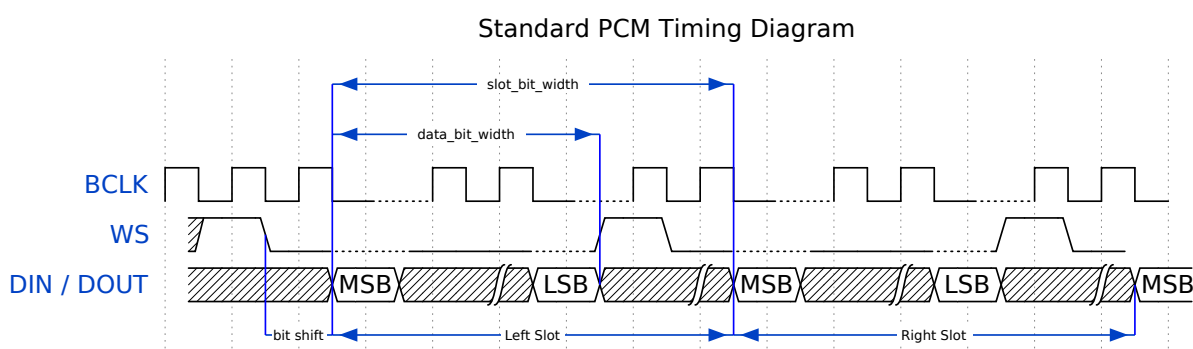 Standard PCM Timing Diagram
slot_bit_width
data_bit_width
BCLK
WS
DIN / DOUT
MSB
LSB
MSB
LSB
MSB
bit shift
Left Slot
Right Slot